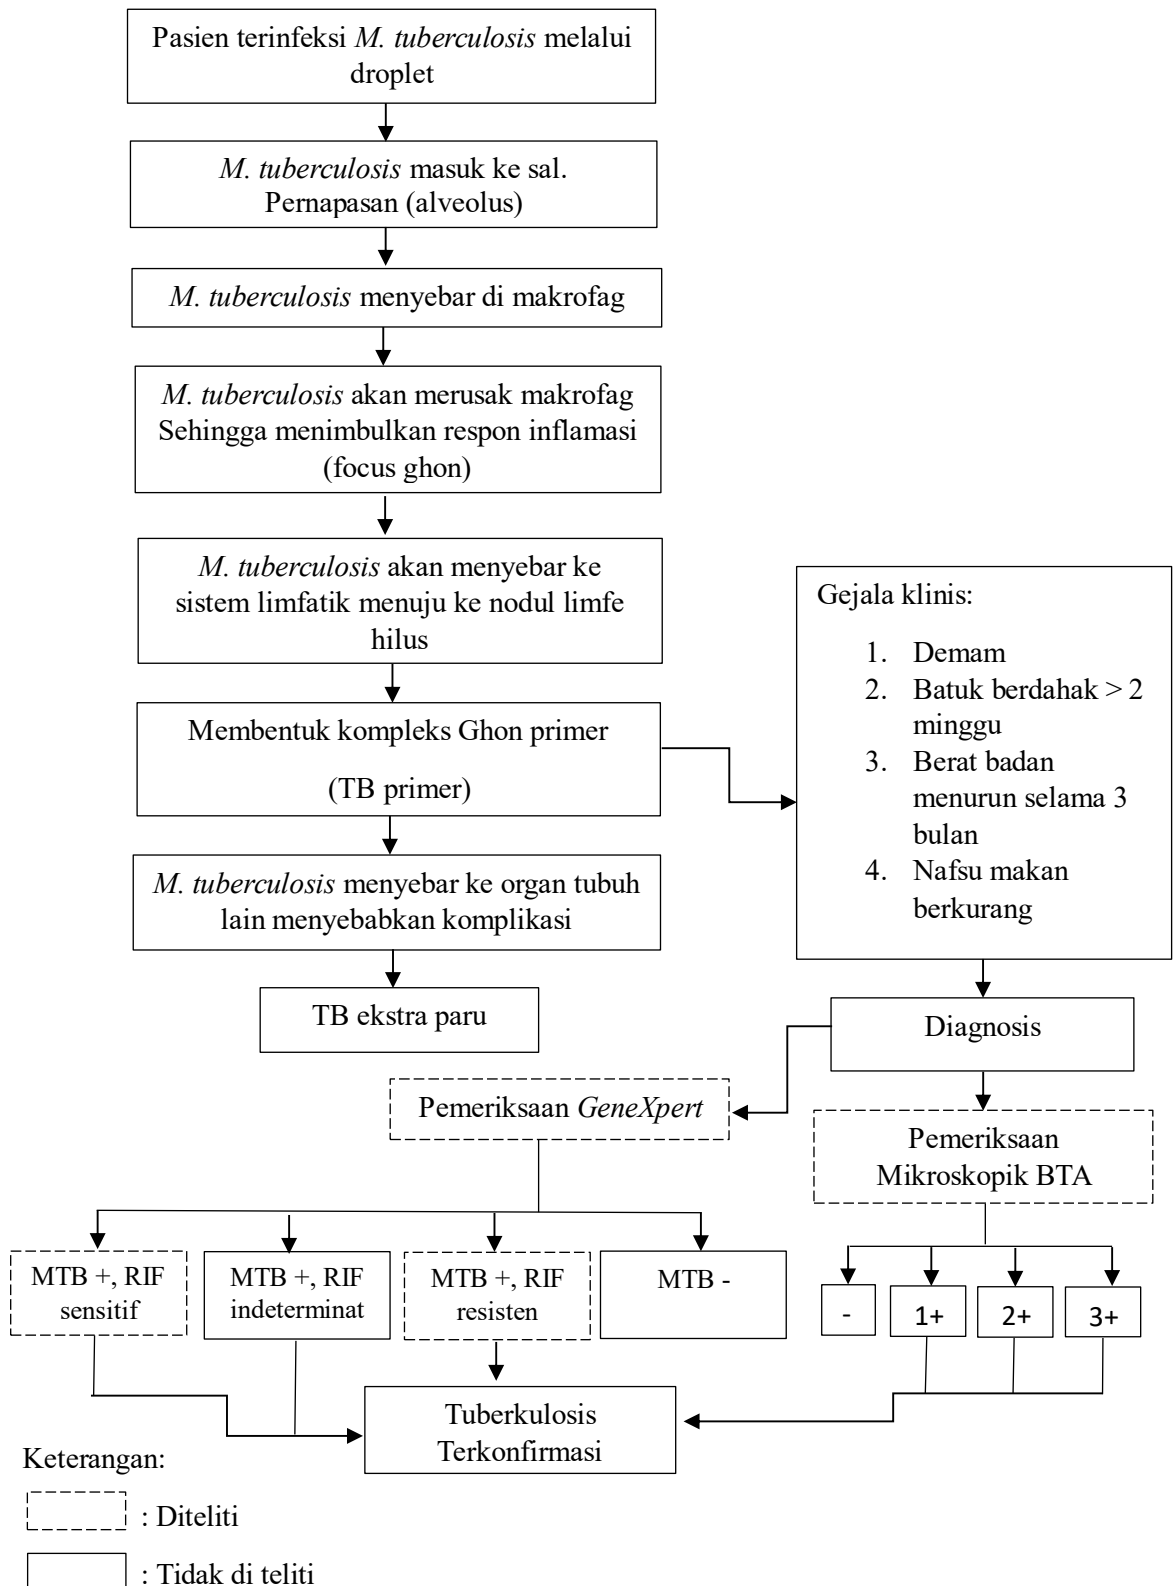 Pasien terinfeksi M. tuberculosis melalui
droplet
M. tuberculosis masuk ke sal.
Pernapasan (alveolus)
M. tuberculosis menyebar di makrofag
M. tuberculosis akan merusak makrofag
Sehingga menimbulkan respon inflamasi
(focus ghon)
M. tuberculosis akan menyebar ke
sistem limfatik menuju ke nodul limfe
hilus
Membentuk kompleks Ghon primer
(TB primer)
M. tuberculosis menyebar ke organ tubuh
lain menyebabkan komplikasi
TB ekstra paru
Gejala klinis:
1. Demam
2. Batuk berdahak > 2
minggu
3. Berat badan
menurun selama 3
bulan
4. Nafsu makan
berkurang
Diagnosis
Pemeriksaan GeneXpert
Pemeriksaan
Mikroskopik BTA
MTB +, RIF
sensitif
MTB +, RIF
indeterminat
MTB +, RIF
resisten
MTB -
-
1+
2+
3+
Tuberkulosis
Terkonfirmasi
Keterangan:
: Diteliti
: Tidak di teliti